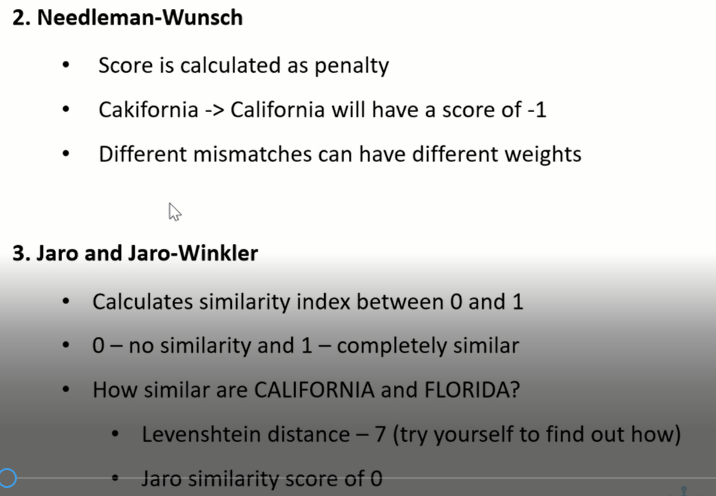 2. Needleman-Wunsch
• Score is calculated as penalty
• Cakifornia -> California will have a score of -1
• Different mismatches can have different weights
3. Jaro and Jaro-Winkler
• Calculates similarity index between 0 and 1
• 0 – no similarity and 1 – completely similar
• How similar are CALIFORNIA and FLORIDA?
• Levenshtein distance – 7 (try yourself to find out how)
• Jaro similarity score of 0